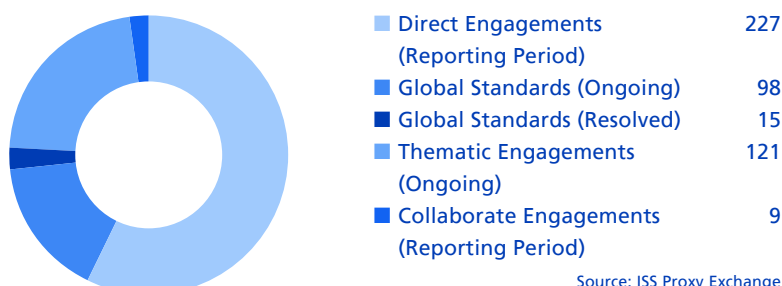 Direct Engagements 227
(Reporting Period)
Global Standards (Ongoing) 98
Global Standards (Resolved) 15
Thematic Engagements 121
(Ongoing)
Collaborate Engagements 9
(Reporting Period)
Source: ISS Proxy Exchange